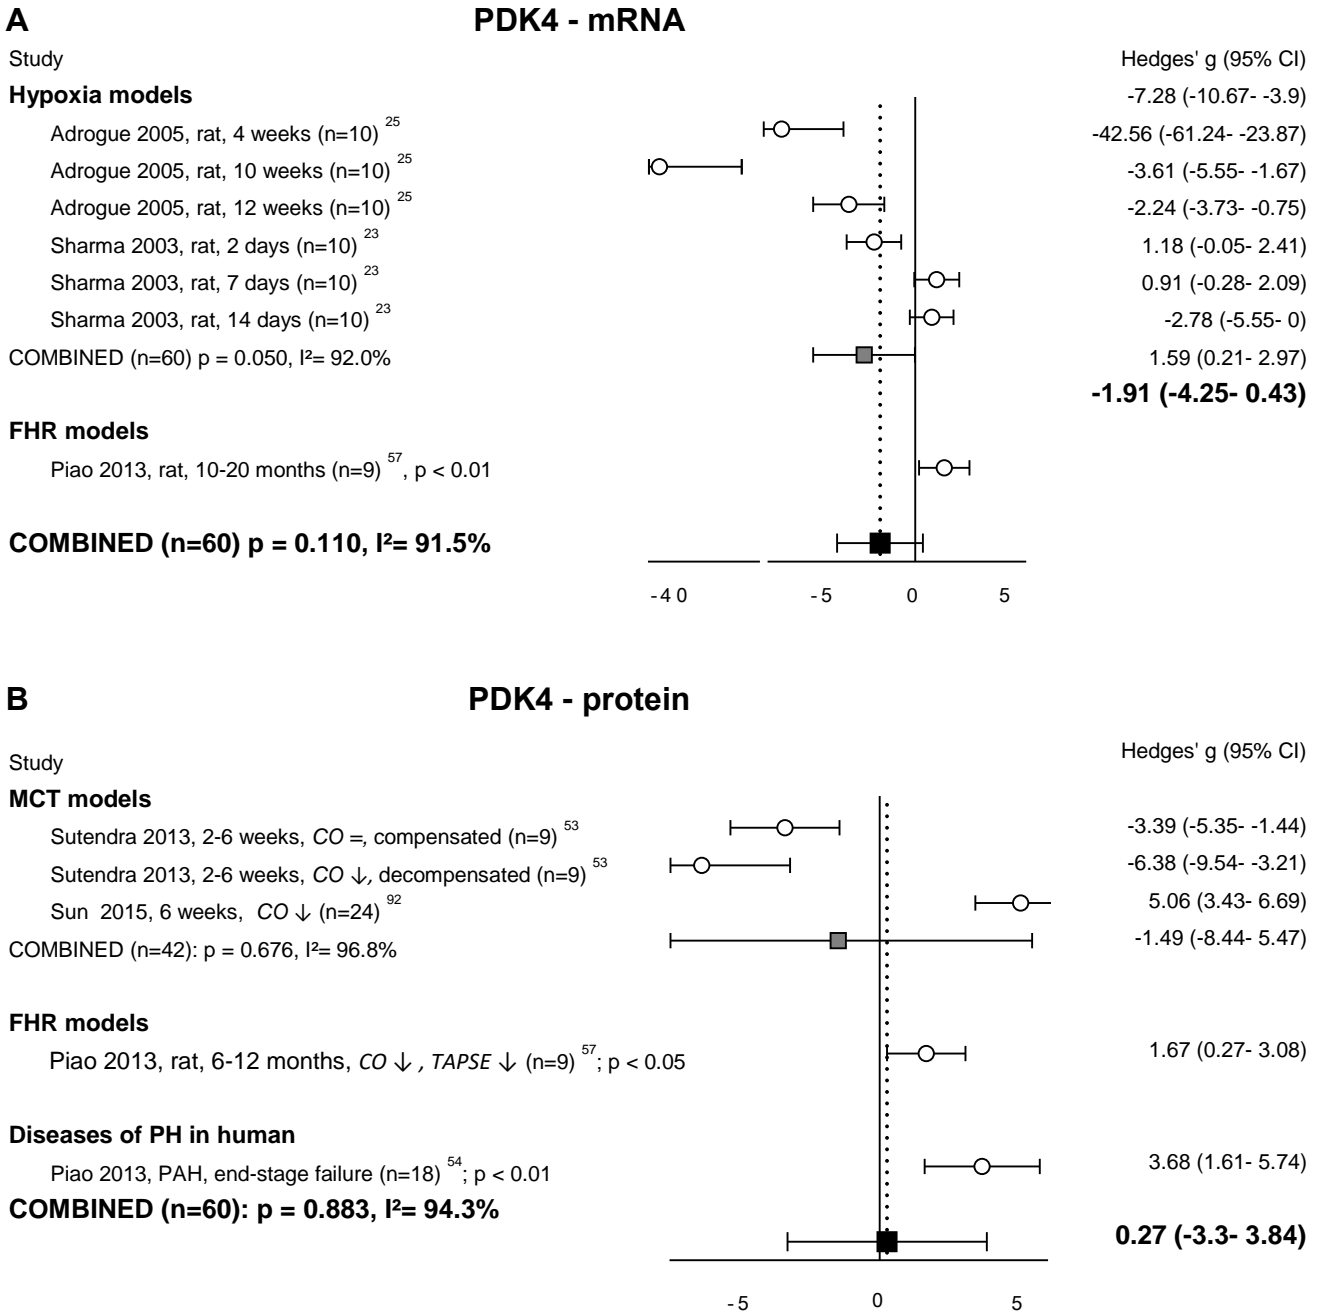 A PDK4 - mRNA
Study Hedges' g (95% CI)
Hypoxia models -7.28 (-10.67- -3.9)
Adrogue 2005, rat, 4 weeks (n=10) 25 -42.56 (-61.24- -23.87)
Adrogue 2005, rat, 10 weeks (n=10) 25 -3.61 (-5.55- -1.67)
Adrogue 2005, rat, 12 weeks (n=10) 25 -2.24 (-3.73- -0.75)
Sharma 2003, rat, 2 days (n=10) 23 1.18 (-0.05- 2.41)
Sharma 2003, rat, 7 days (n=10) 23 0.91 (-0.28- 2.09)
Sharma 2003, rat, 14 days (n=10) 23 -2.78 (-5.55- 0)
COMBINED (n=60) p = 0.050, I²= 92.0% 1.59 (0.21- 2.97)
-1.91 (-4.25- 0.43)
FHR models
Piao 2013, rat, 10-20 months (n=9) 57, p < 0.01
COMBINED (n=60) p = 0.110, I²= 91.5%
-40 -5 0 5
B PDK4 - protein
Study Hedges' g (95% CI)
MCT models
Sutendra 2013, 2-6 weeks, CO =, compensated (n=9) 53 -3.39 (-5.35- -1.44)
Sutendra 2013, 2-6 weeks, CO ↓, decompensated (n=9) 53 -6.38 (-9.54- -3.21)
Sun 2015, 6 weeks, CO ↓ (n=24) 92 5.06 (3.43- 6.69)
COMBINED (n=42): p = 0.676, I²= 96.8% -1.49 (-8.44- 5.47)
FHR models
Piao 2013, rat, 6-12 months, CO ↓ , TAPSE ↓ (n=9) 57; p < 0.05 1.67 (0.27- 3.08)
Diseases of PH in human
Piao 2013, PAH, end-stage failure (n=18) 54; p < 0.01 3.68 (1.61- 5.74)
COMBINED (n=60): p = 0.883, I²= 94.3%
0.27 (-3.3- 3.84)
-5 0 5